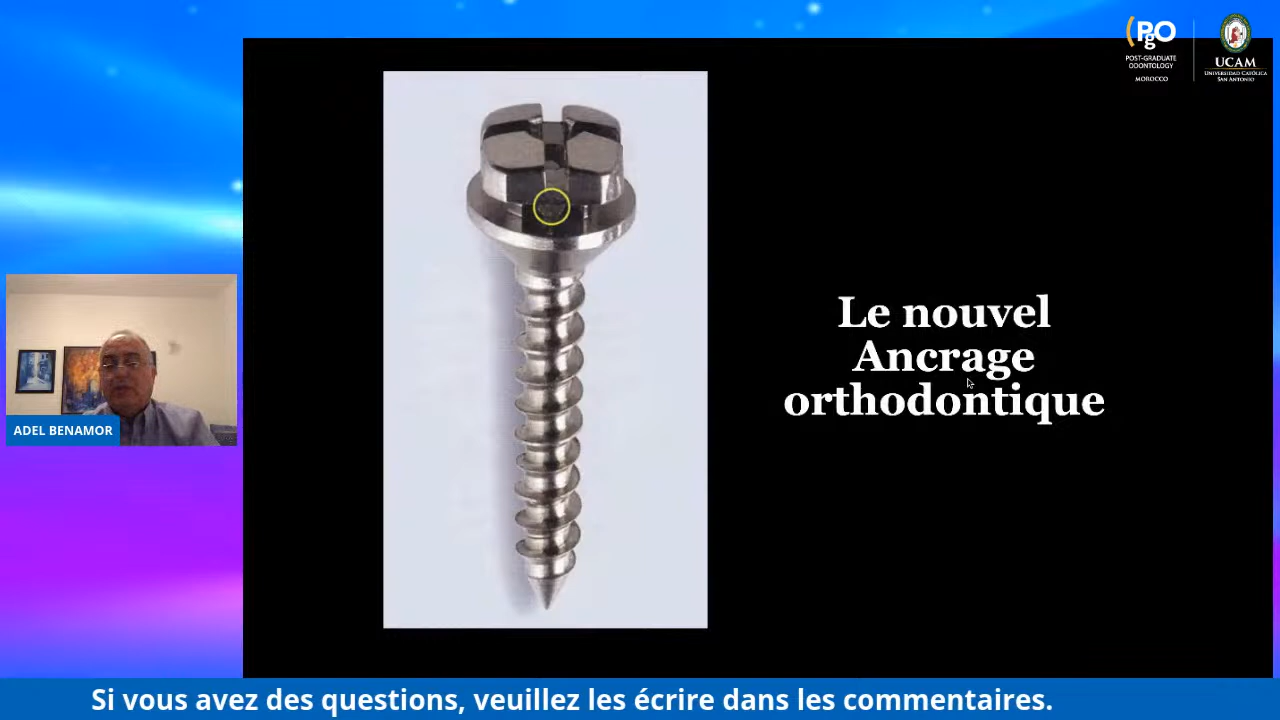 PgO
POST-GRADUATE
ODONTOLOGY
MOROCCO
UCAM
UNIVERSIDAD CATÓLICA
SAN ANTONIO
Le nouvel
Ancrage
orthodontique
ADEL BENAMOR
Si vous avez des questions, veuillez les écrire dans les commentaires.